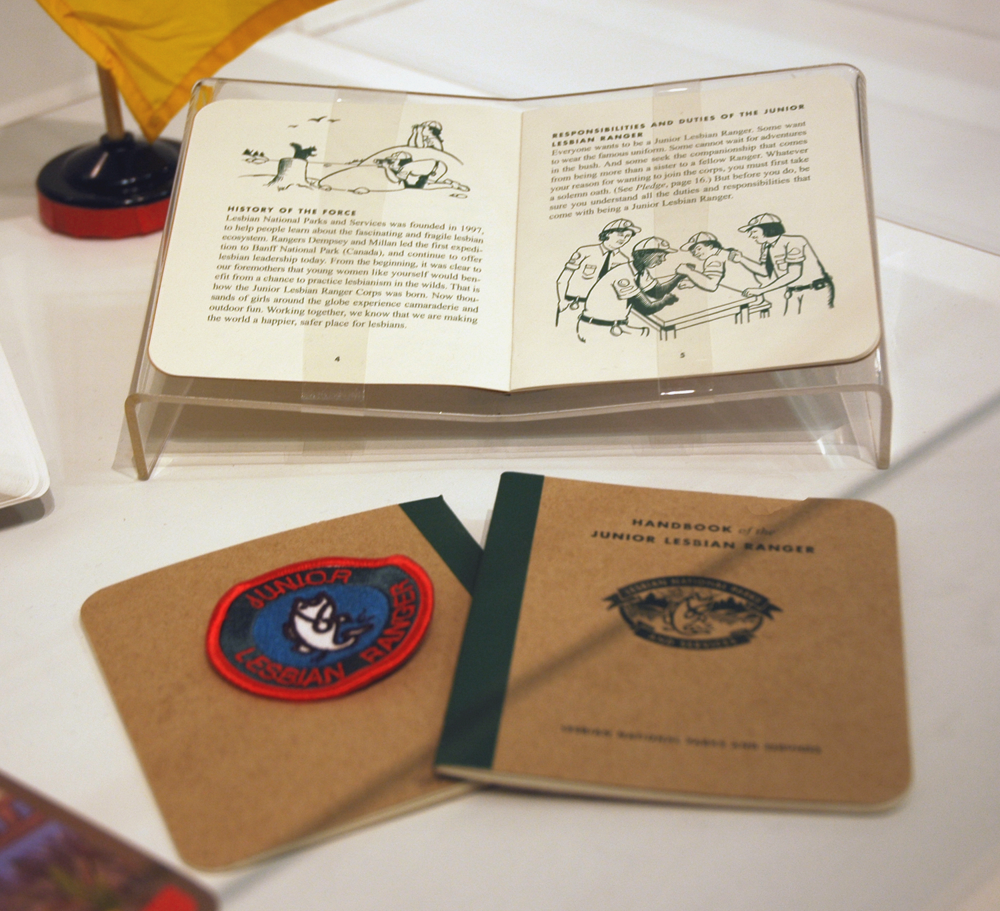 HISTORY OF THE FORCE
Lesbian National Parks and Services was founded in 1997,
to help people learn about the fascinating and fragile lesbian
ecosystem. Rangers Dempsey and Millan led the first expedi-
tion to Banff National Park (Canada), and continue to offer
lesbian leadership today. From the beginning, it was clear to
our foremothers that young women like yourself would ben-
efit from a chance to practice lesbianism in the wilds. That is
how the Junior Lesbian Ranger Corps was born. Now thou-
sands of girls around the globe experience camaraderie and
outdoor fun. Working together, we know that we are making
the world a happier, safer place for lesbians.
4
RESPONSIBILITIES AND DUTIES OF THE JUNIOR
LESBIAN RANGER
Everyone wants to be a Junior Lesbian Ranger. Some want
to wear the famous uniform. Some cannot wait for adventures
in the bush. And some seek the companionship that comes
from being more than a sister to a fellow Ranger. Whatever
your reason for wanting to join the corps, you must first take
a solemn oath. (See Pledge, page 16.) But before you do, be
sure you understand all the duties and responsibilities that
come with being a Junior Lesbian Ranger.
5
JUNIOR
LESBIAN RANGER
HANDBOOK of the
JUNIOR LESBIAN RANGER
LESBIAN NATIONAL PARKS
AND SERVICES
LESBIAN NATIONAL PARKS AND SERVICES